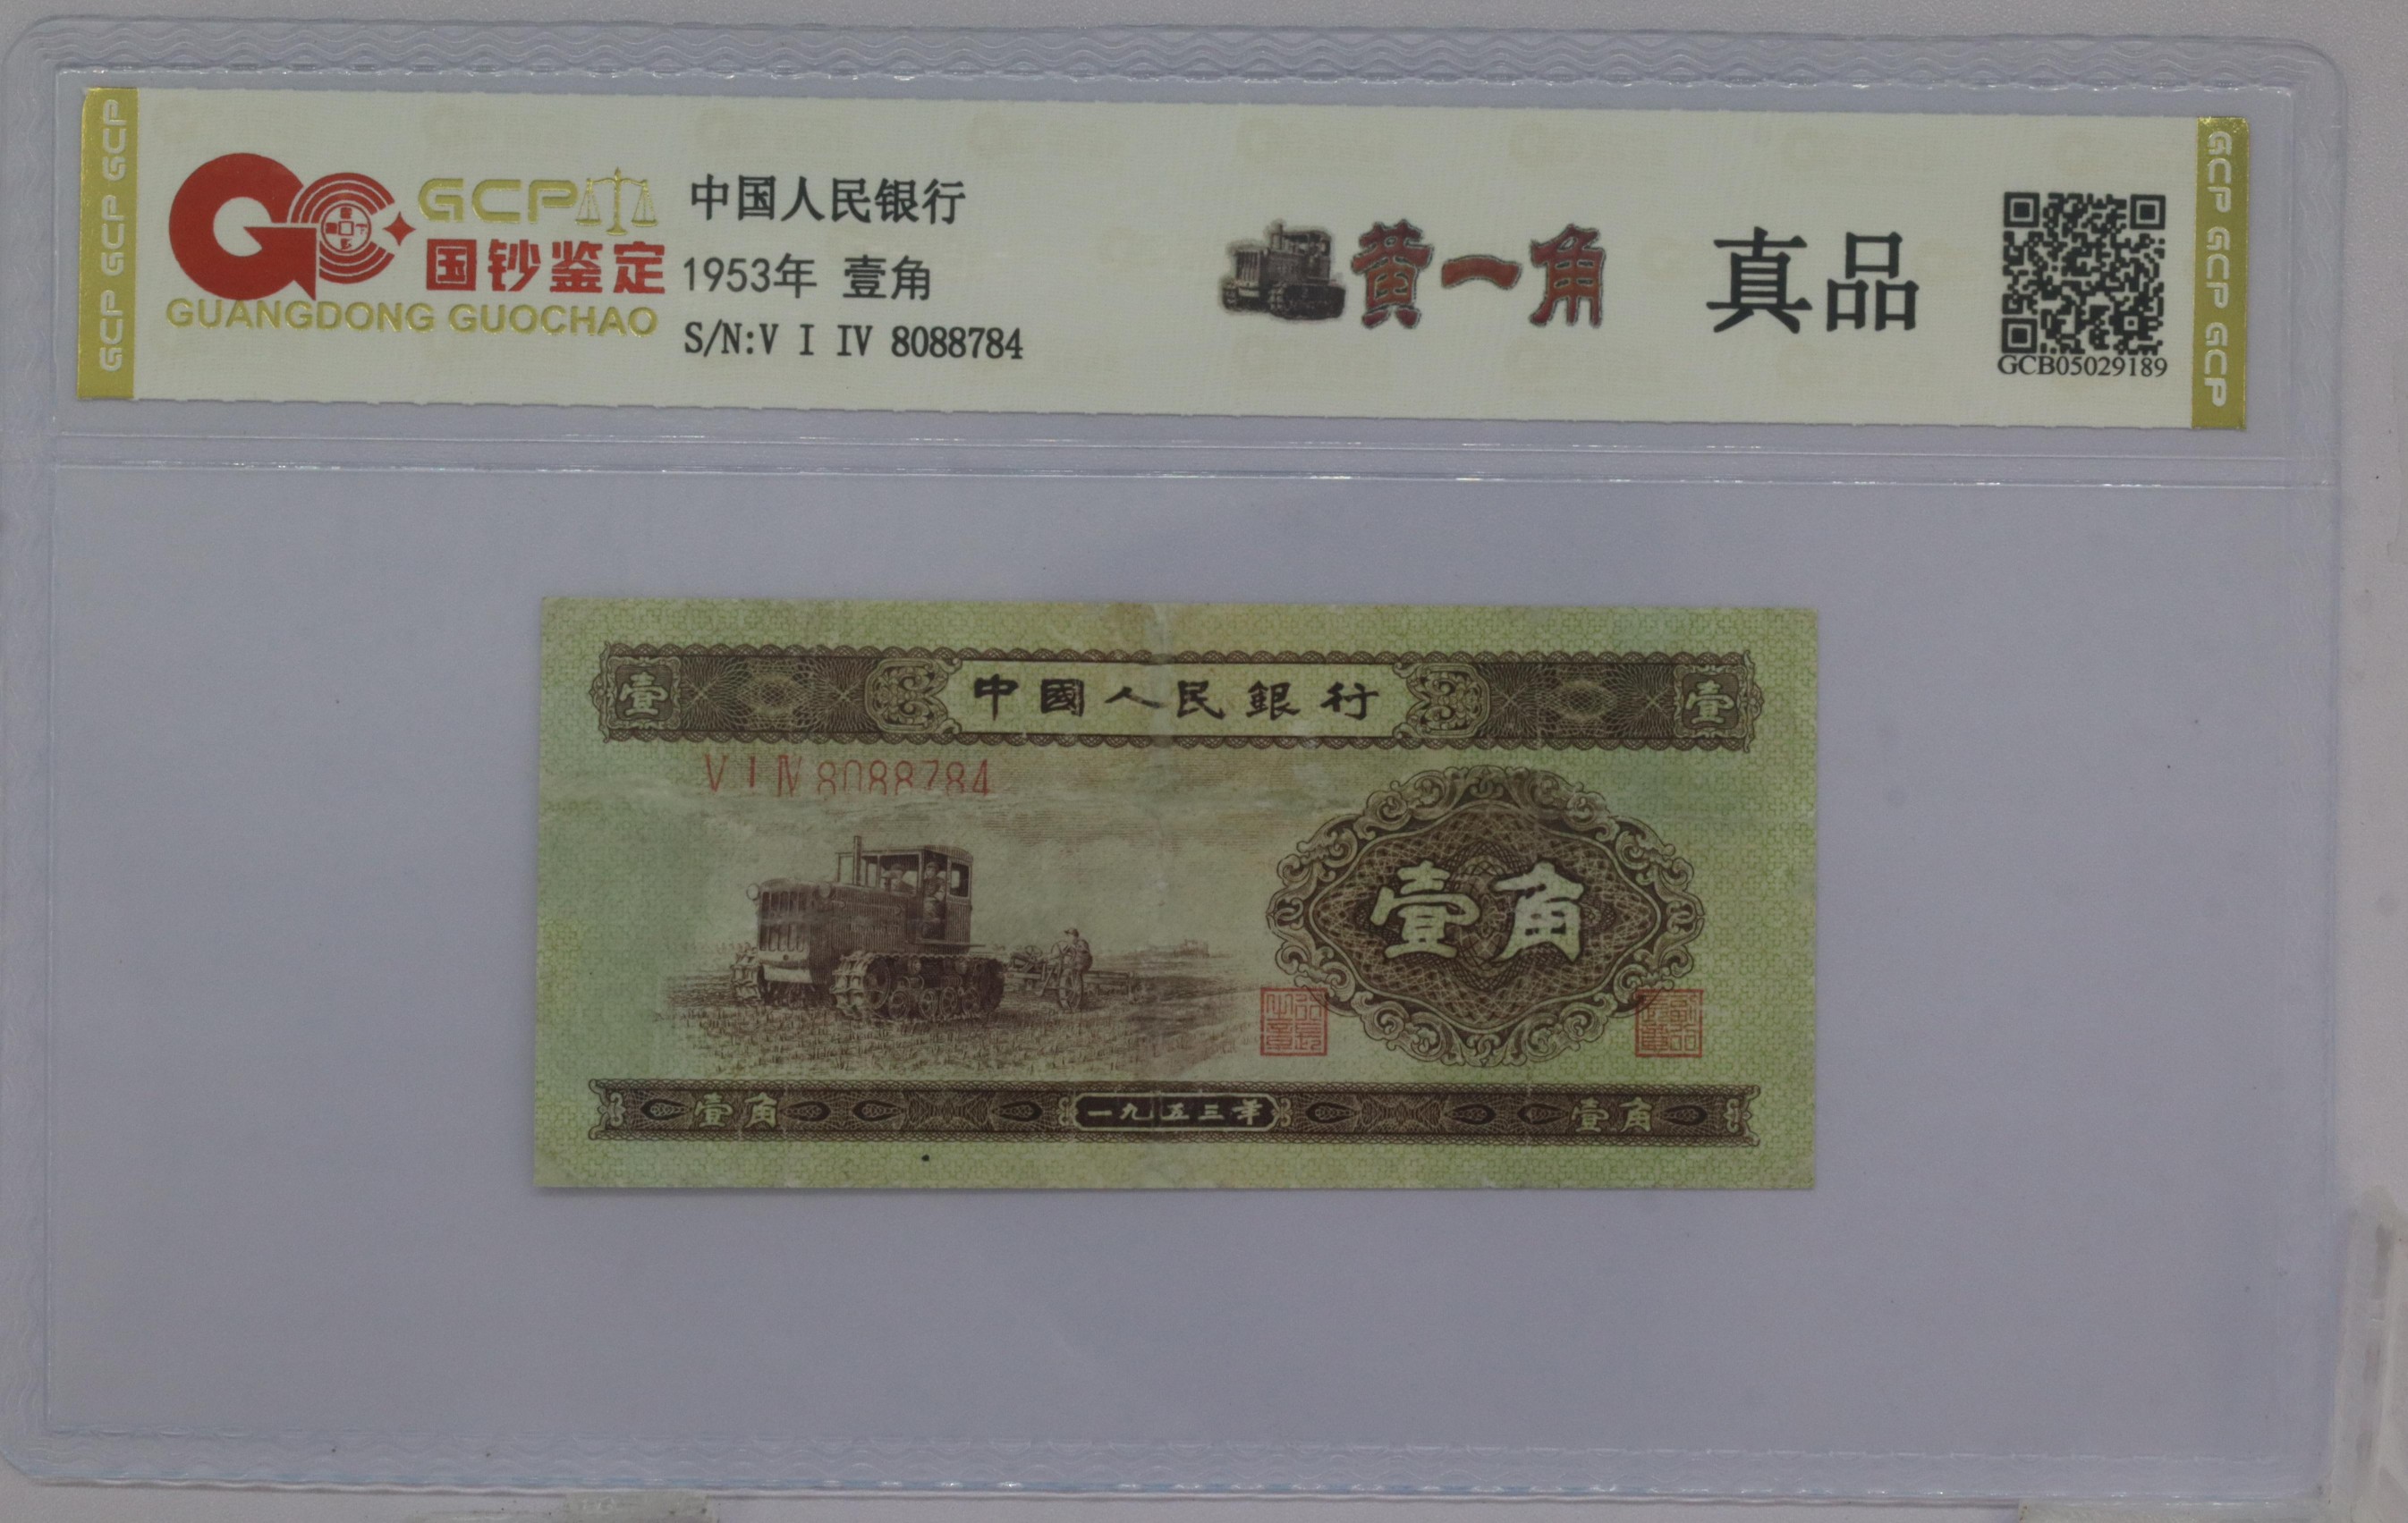 GCP GCP GCP
GCP
国钞鉴定
GUANGDONG GUOCHAO
中国人民银行
1953年 壹角
S/N:V I IV 8088784
黄一角
真品
GCB05029189
GCP GCP GCP
壹 中國人民銀行 壹
V I IV 8088784
壹角
壹角 一九五三年 壹角